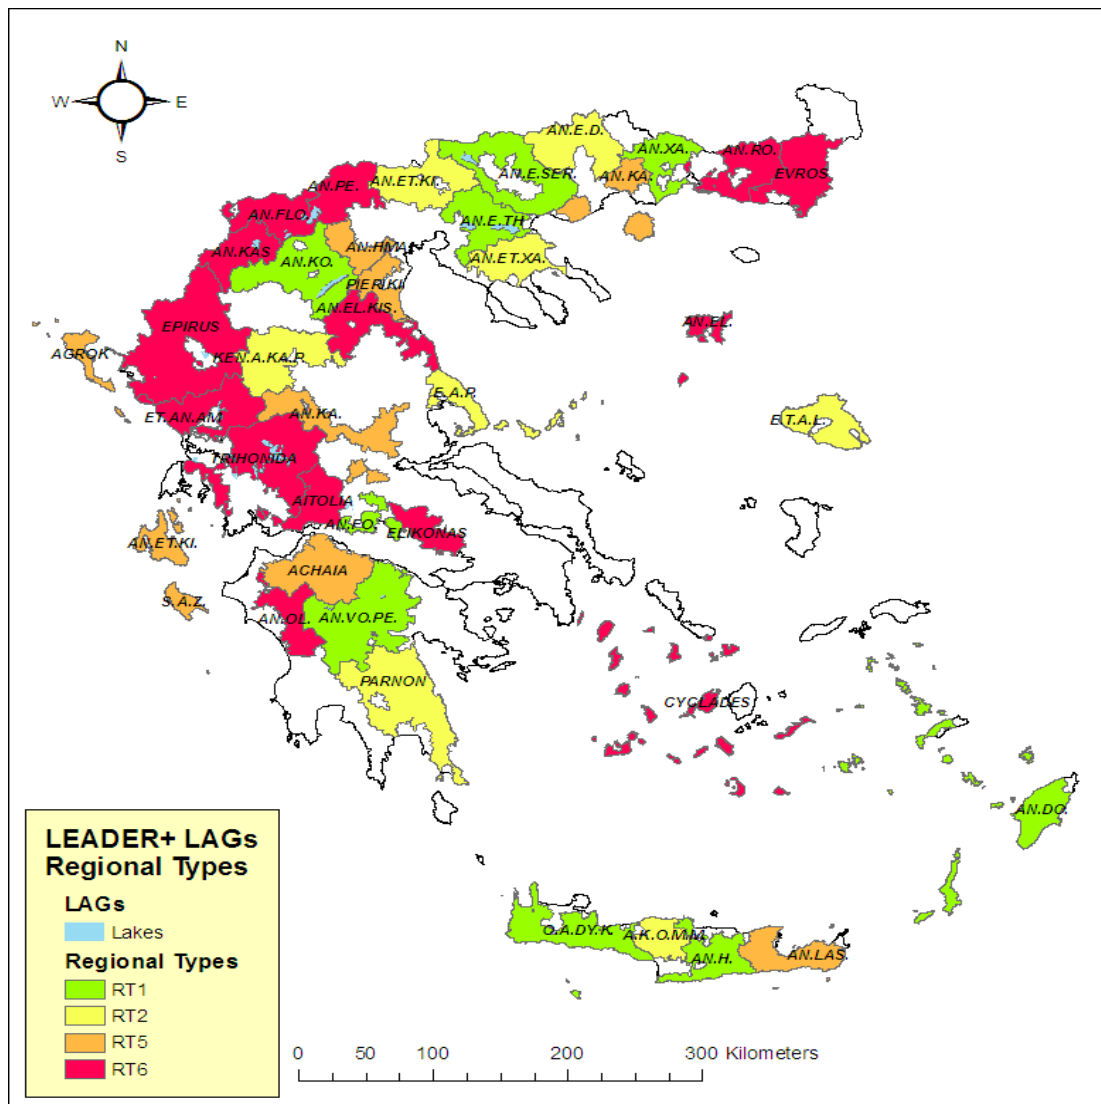 N
W E
S
AN.E.D.
AN.XA.
AN.RO.
EVROS
AN.E.SER.
AN.KA.
AN.ET.KI.
AN.PE.
AN.FLO.
AN.E.TH.
AN.KAS
AN.KO.
AN.HMA.
AN.ET.XA.
PIERIKI
AN.EL.KIS.
AN.EL.
EPIRUS
AGROK
KEN.A.KA.P.
E.A.P.
ET.AN.AM.
AN.KA.
E.T.A.L.
TRIHONIDA
AITOLIA
AN.FO.
ELIKONAS
AN.ET.KI.
ACHAIA
S.A.Z.
AN.OL.
AN.VO.PE.
PARNON
CYCLADES
AN.DO.
O.A.DY.K.
A.K.O.M.M.
AN.H.
AN.LAS.
LEADER+ LAGs
Regional Types
LAGs
Lakes
Regional Types
RT1
RT2
RT5
RT6
0 50 100 200 300 Kilometers